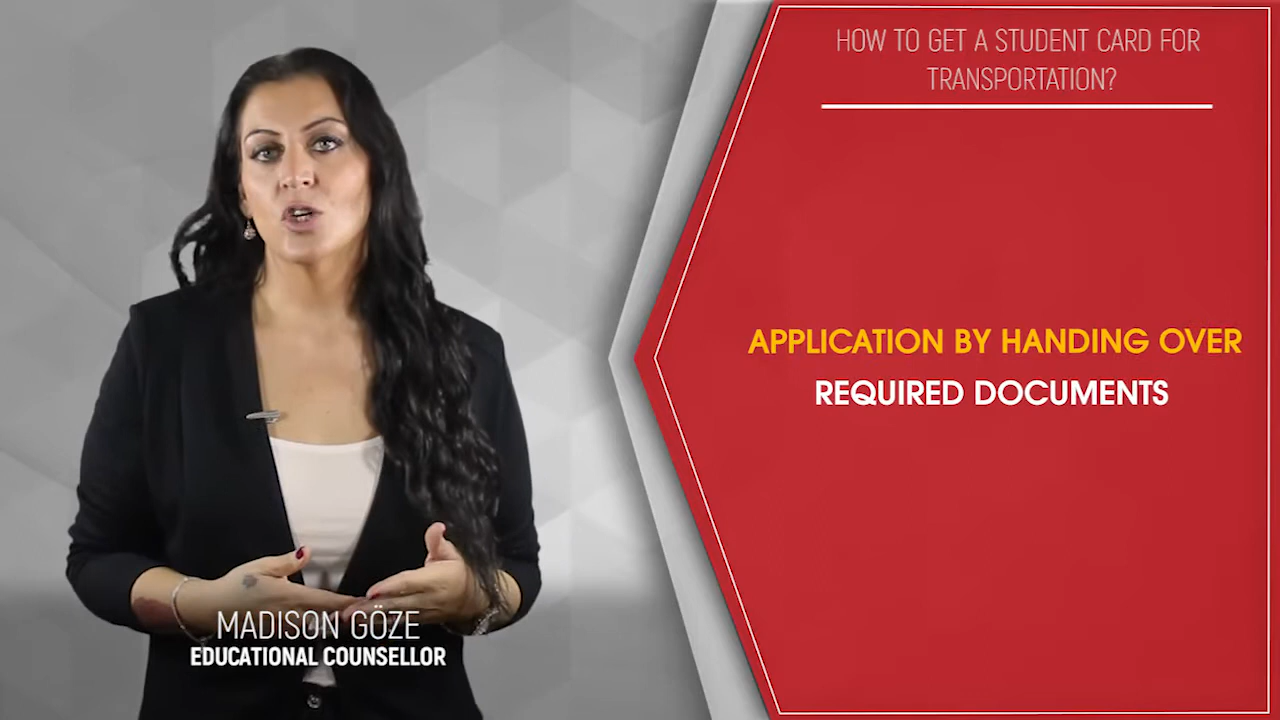 HOW TO GET A STUDENT CARD FOR
TRANSPORTATION?
APPLICATION BY HANDING OVER
REQUIRED DOCUMENTS
MADISON GÖZE
EDUCATIONAL COUNSELLOR